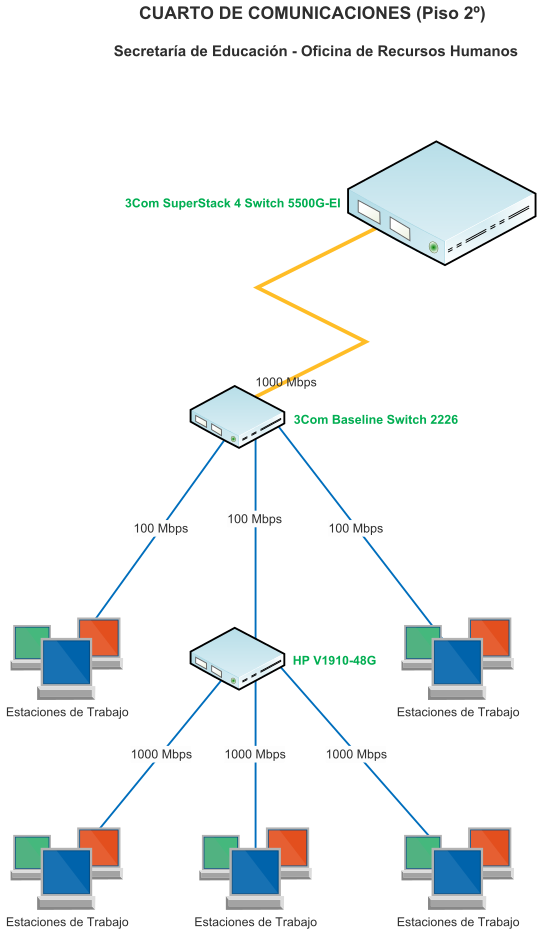 CUARTO DE COMUNICACIONES (Piso 2º)
Secretaría de Educación - Oficina de Recursos Humanos
3Com SuperStack 4 Switch 5500G-EI
1000 Mbps
3Com Baseline Switch 2226
100 Mbps
100 Mbps
100 Mbps
HP V1910-48G
Estaciones de Trabajo
Estaciones de Trabajo
1000 Mbps
1000 Mbps
1000 Mbps
Estaciones de Trabajo
Estaciones de Trabajo
Estaciones de Trabajo